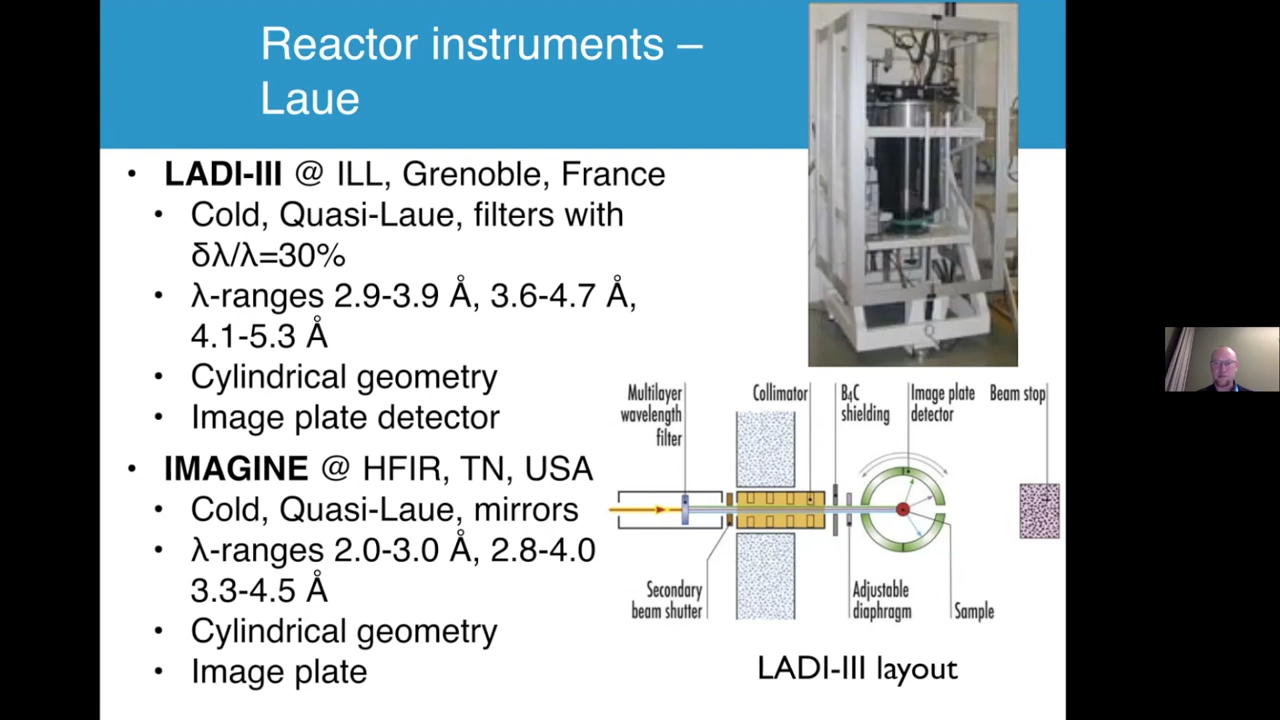 Reactor instruments –
Laue
• LADI-III @ ILL, Grenoble, France
• Cold, Quasi-Laue, filters with
δλ/λ=30%
• λ-ranges 2.9-3.9 Å, 3.6-4.7 Å,
4.1-5.3 Å
• Cylindrical geometry
• Image plate detector
• IMAGINE @ HFIR, TN, USA
• Cold, Quasi-Laue, mirrors
• λ-ranges 2.0-3.0 Å, 2.8-4.0
3.3-4.5 Å
• Cylindrical geometry
• Image plate
Multilayer
wavelength
filter
Collimator
B₄C
shielding
Image plate
detector
Beam stop
Secondary
beam shutter
Adjustable
diaphragm
Sample
LADI-III layout